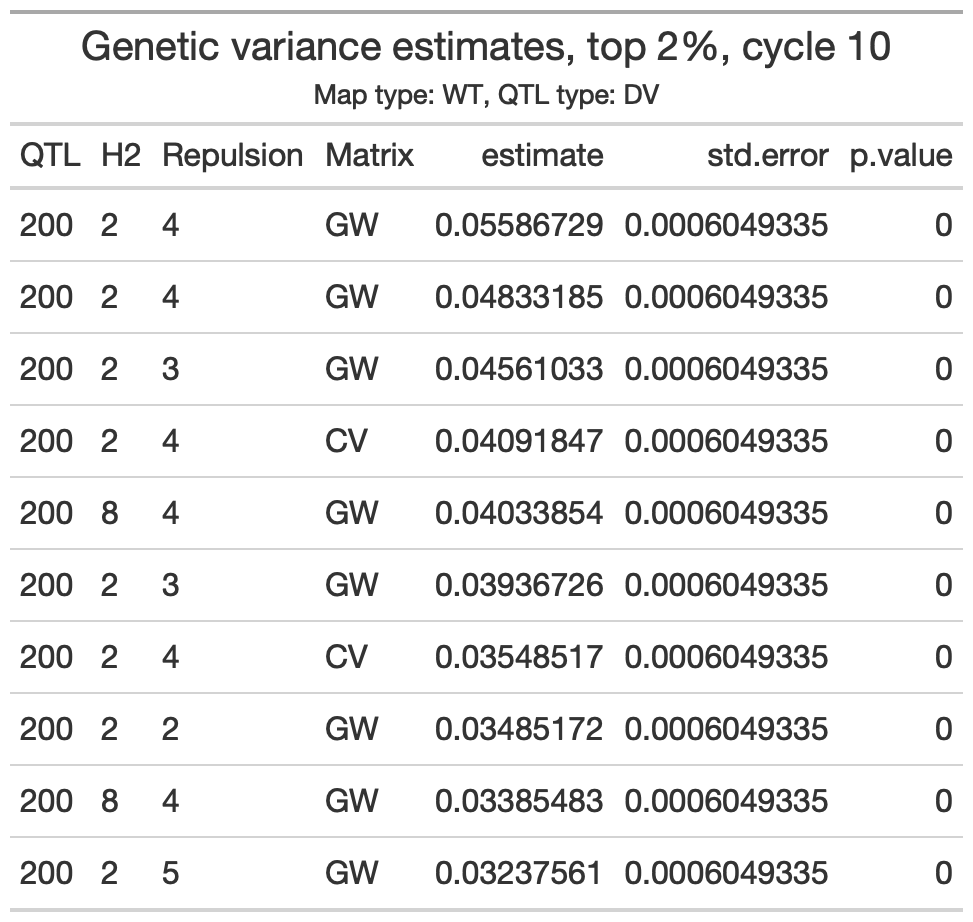 Genetic variance estimates, top 2%, cycle 10
Map type: WT, QTL type: DV
QTL H2 Repulsion Matrix estimate std.error p.value
200 2 4 GW 0.05586729 0.0006049335 0
200 2 4 GW 0.04833185 0.0006049335 0
200 2 3 GW 0.04561033 0.0006049335 0
200 2 4 CV 0.04091847 0.0006049335 0
200 8 4 GW 0.04033854 0.0006049335 0
200 2 3 GW 0.03936726 0.0006049335 0
200 2 4 CV 0.03548517 0.0006049335 0
200 2 2 GW 0.03485172 0.0006049335 0
200 8 4 GW 0.03385483 0.0006049335 0
200 2 5 GW 0.03237561 0.0006049335 0